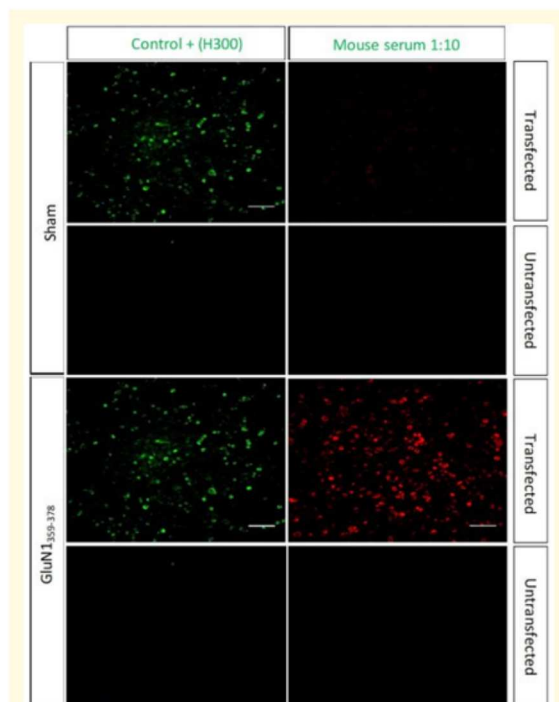 Control + (H300)
Mouse serum 1:10
Sham
Transfected
Untransfected
GluN1359-378
Transfected
Untransfected